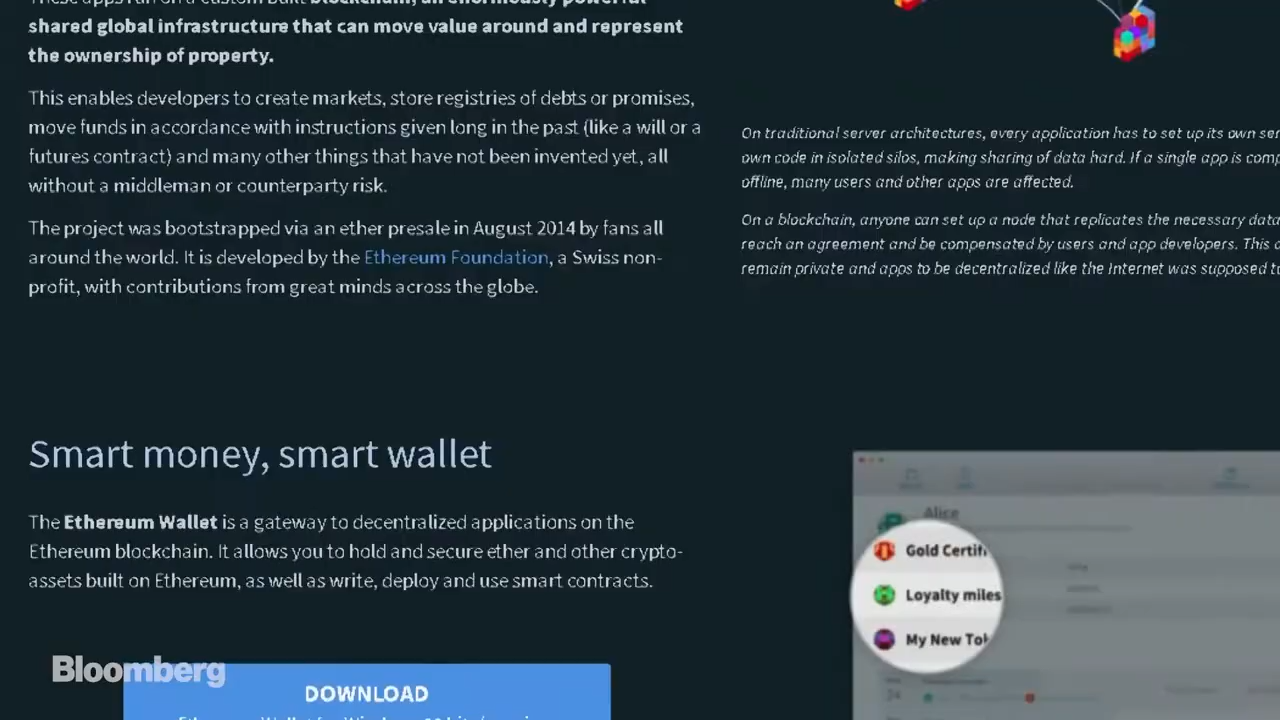 shared global infrastructure that can move value around and represent
the ownership of property.
This enables developers to create markets, store registries of debts or promises,
move funds in accordance with instructions given long in the past (like a will or a
futures contract) and many other things that have not been invented yet, all
without a middleman or counterparty risk.
The project was bootstrapped via an ether presale in August 2014 by fans all
around the world. It is developed by the Ethereum Foundation, a Swiss non-
profit, with contributions from great minds across the globe.
On traditional server architectures, every application has to set up its own
own code in isolated silos, making sharing of data hard. If a single app is
offline, many users and other apps are affected.
On a blockchain, anyone can set up a node that replicates the necessary data
reach an agreement and be compensated by users and app developers. This
remain private and apps to be decentralized like the Internet was supposed
Smart money, smart wallet
The Ethereum Wallet is a gateway to decentralized applications on the
Ethereum blockchain. It allows you to hold and secure ether and other crypto-
assets built on Ethereum, as well as write, deploy and use smart contracts.
Alice
Gold Certif
Loyalty miles
My New Tok
Bloomberg
DOWNLOAD